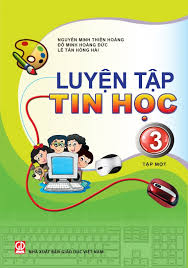 NGUYỄN MINH THIÊN HOÀNG
ĐỖ MINH HOÀNG ĐỨC
LÊ TẤN HỒNG HẢI
LUYỆN TẬP
TIN HỌC
3
TẬP MỘT
NHÀ XUẤT BẢN GIÁO DỤC VIỆT NAM